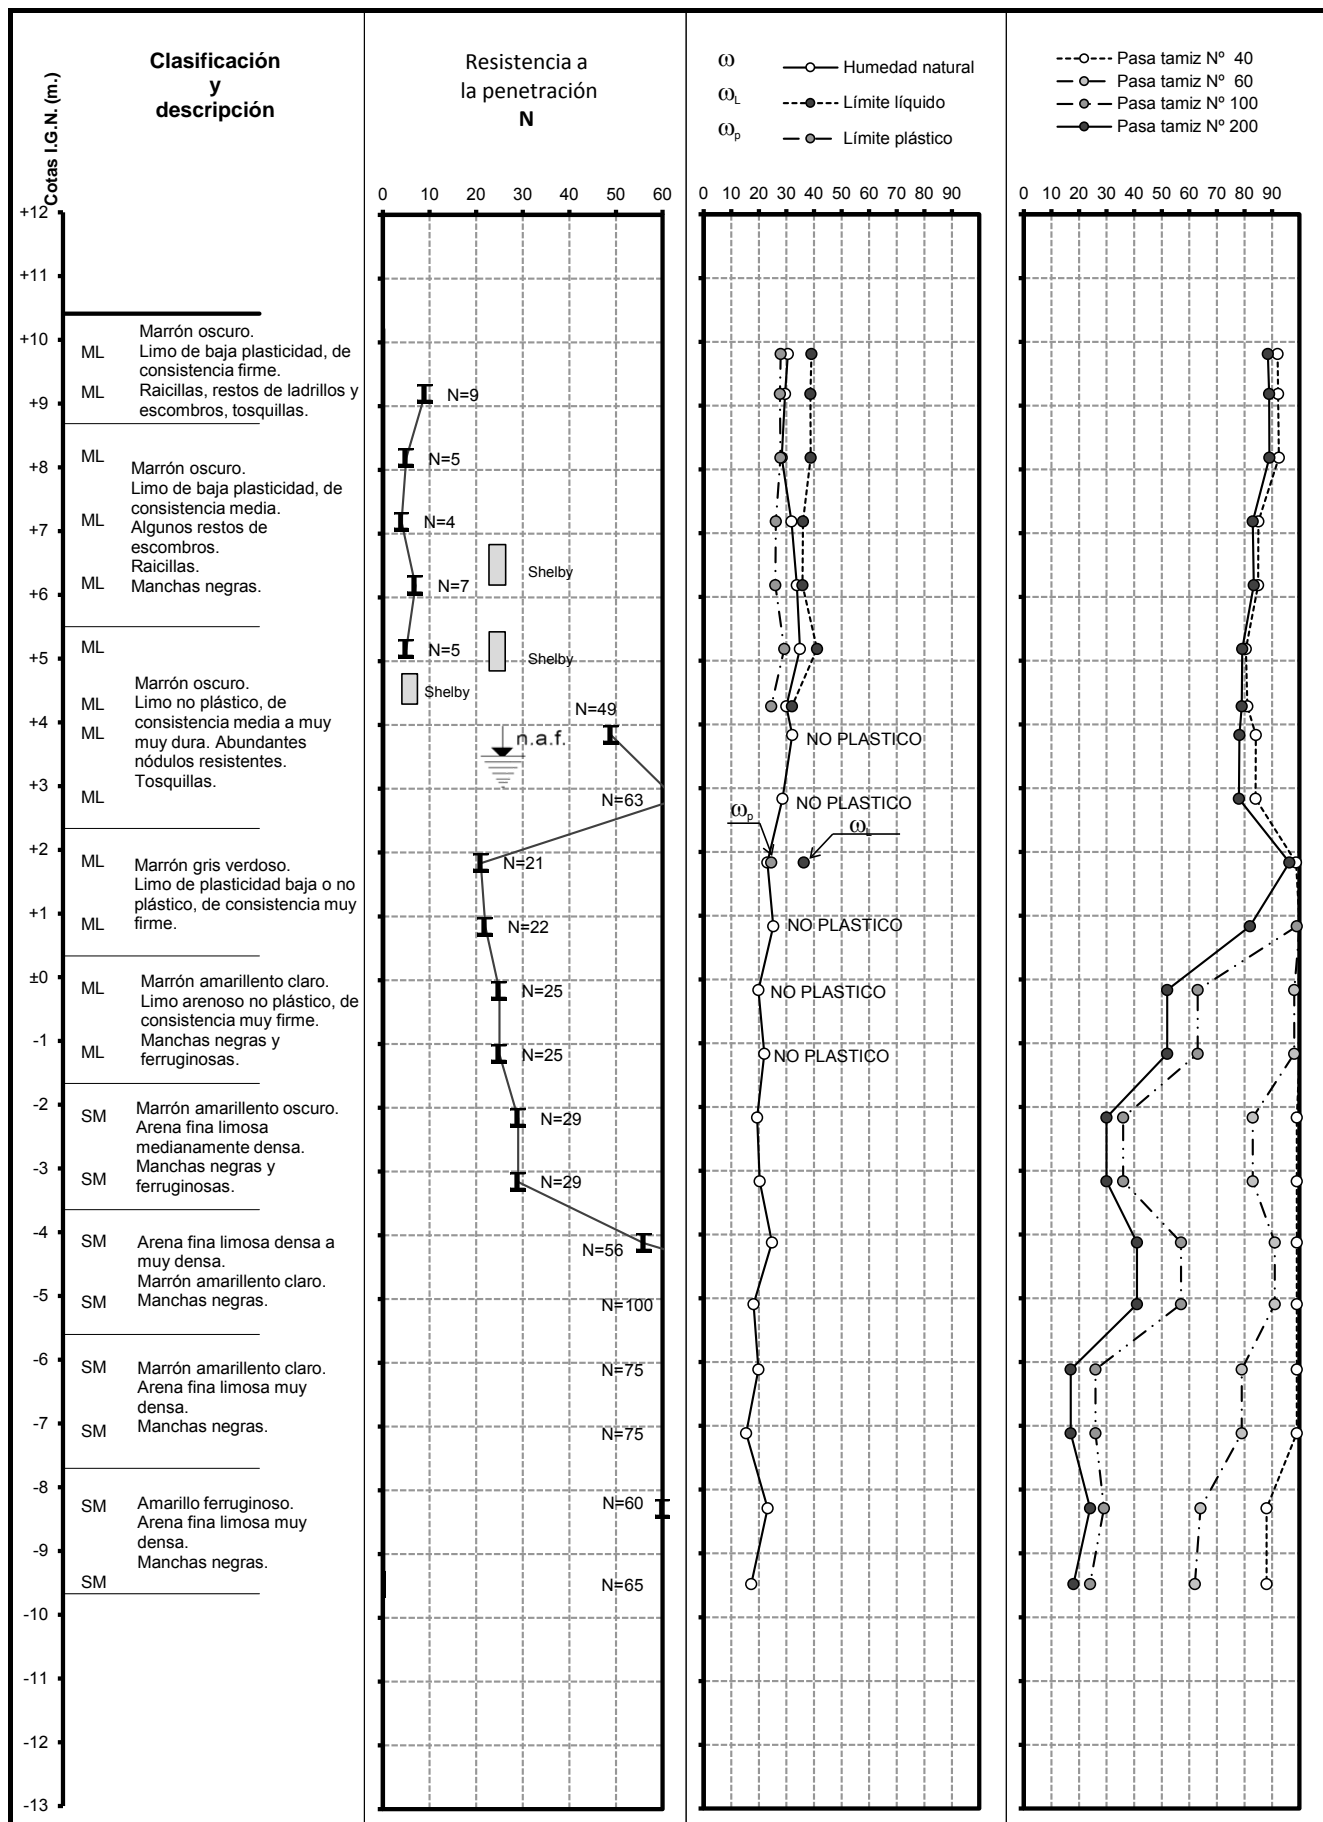 Cotas I.G.N. (m.)
Clasificación
y
descripción
Resistencia a
la penetración
N
ω Humedad natural
ωL Límite líquido
ωp Límite plástico
Pasa tamiz Nº 40
Pasa tamiz Nº 60
Pasa tamiz Nº 100
Pasa tamiz Nº 200
0 10 20 30 40 50 60
0 10 20 30 40 50 60 70 80 90
0 10 20 30 40 50 60 70 80 90
+12
+11
+10
+9
+8
+7
+6
+5
+4
+3
+2
+1
±0
-1
-2
-3
-4
-5
-6
-7
-8
-9
-10
-11
-12
-13
Marrón oscuro.
ML Limo de baja plasticidad, de
consistencia firme.
ML Raicillas, restos de ladrillos y
escombros, tosquillas.
ML
Marrón oscuro.
Limo de baja plasticidad, de
consistencia media.
ML Algunos restos de
escombros.
Raicillas.
ML Manchas negras.
ML
Marrón oscuro.
ML Limo no plástico, de
consistencia media a muy
ML muy dura. Abundantes
nódulos resistentes.
Tosquillas.
ML
ML Marrón gris verdoso.
Limo de plasticidad baja o no
plástico, de consistencia muy
ML firme.
Marrón amarillento claro.
ML Limo arenoso no plástico, de
consistencia muy firme.
Manchas negras y
ML ferruginosas.
Marrón amarillento oscuro.
SM Arena fina limosa
medianamente densa.
Manchas negras y
SM ferruginosas.
SM Arena fina limosa densa a
muy densa.
Marrón amarillento claro.
SM Manchas negras.
SM Marrón amarillento claro.
Arena fina limosa muy
densa.
SM Manchas negras.
SM Amarillo ferruginoso.
Arena fina limosa muy
densa.
Manchas negras.
SM
N=9
N=5
N=4
Shelby
N=7
N=5
Shelby
Shelby
N=49
n.a.f.
N=63
N=21
N=22
N=25
N=25
N=29
N=29
N=56
N=100
N=75
N=75
N=60
N=65
NO PLASTICO
NO PLASTICO
ωp ωL
NO PLASTICO
NO PLASTICO
NO PLASTICO